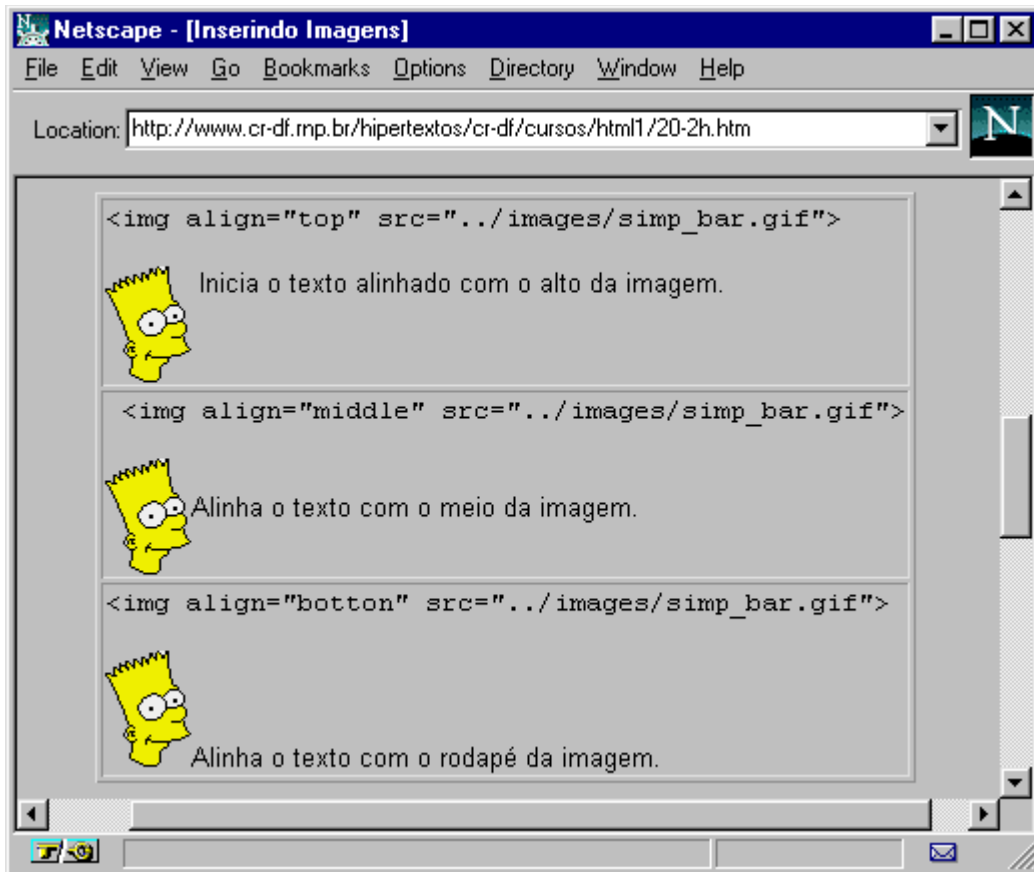 Netscape - [Inserindo Imagens]
File Edit View Go Bookmarks Options Directory Window Help
Location: http://www.cr-df.rnp.br/hipertextos/cr-df/cursos/html1/20-2h.htm
N
<img align="top" src="../images/simp_bar.gif">
Inicia o texto alinhado com o alto da imagem.
<img align="middle" src="../images/simp_bar.gif">
Alinha o texto com o meio da imagem.
<img align="botton" src="../images/simp_bar.gif">
Alinha o texto com o rodapé da imagem.